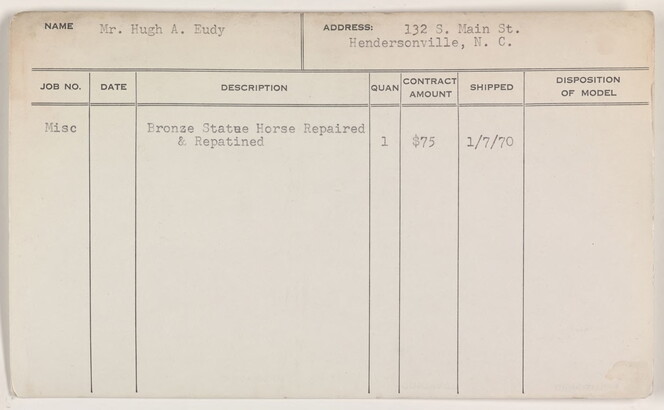 NAME Mr. Hugh A. Eudy ADDRESS: 132 S. Main St.
Hendersonville, N. C.
JOB NO. DATE DESCRIPTION QUAN CONTRACT AMOUNT SHIPPED DISPOSITION OF MODEL
Misc Bronze Statue Horse Repaired
& Repatined 1 $75 1/7/70